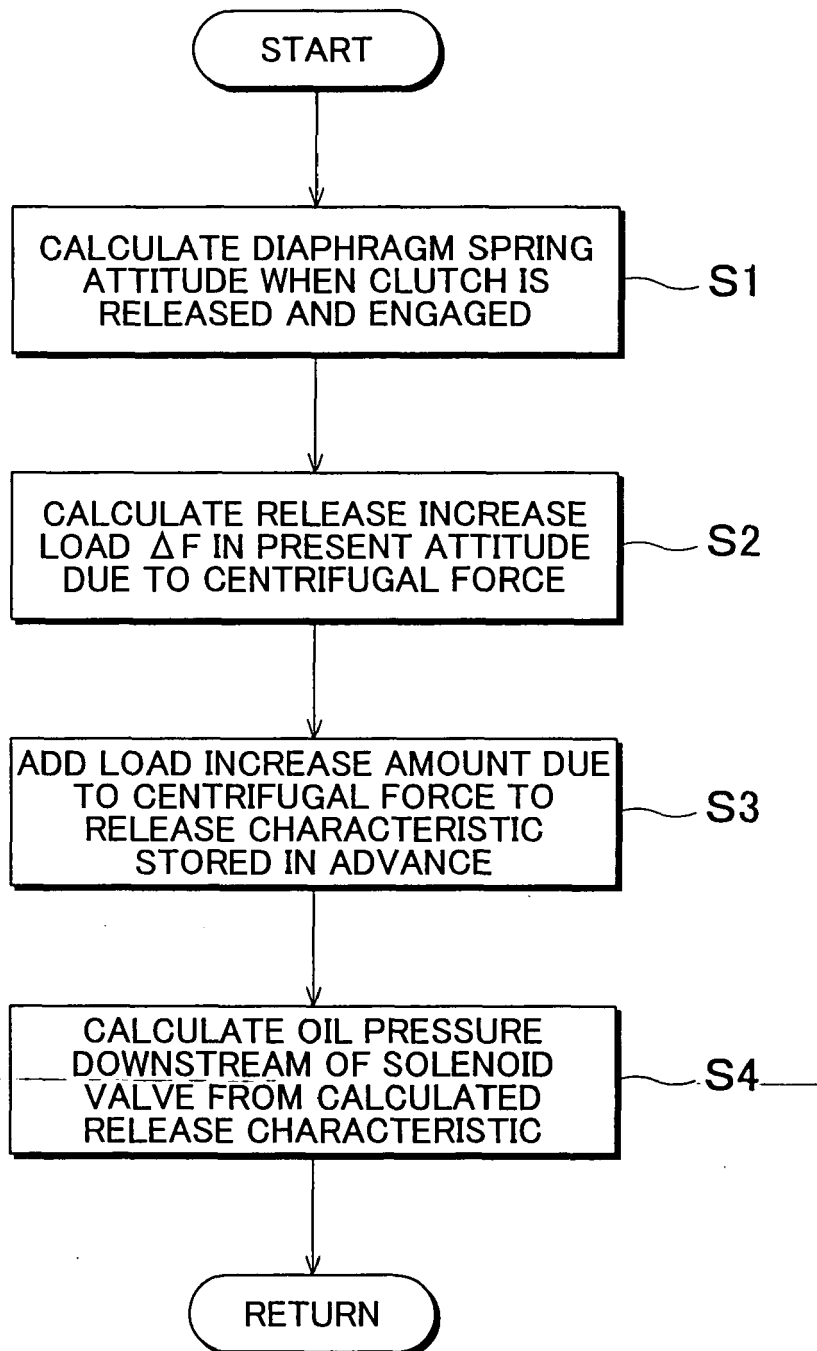 START
CALCULATE DIAPHRAGM SPRING
ATTITUDE WHEN CLUTCH IS
RELEASED AND ENGAGED
S1
CALCULATE RELEASE INCREASE
LOAD ΔF IN PRESENT ATTITUDE
DUE TO CENTRIFUGAL FORCE
S2
ADD LOAD INCREASE AMOUNT DUE
TO CENTRIFUGAL FORCE TO
RELEASE CHARACTERISTIC
STORED IN ADVANCE
S3
CALCULATE OIL PRESSURE
DOWNSTREAM OF SOLENOID
VALVE FROM CALCULATED
RELEASE CHARACTERISTIC
S4
RETURN